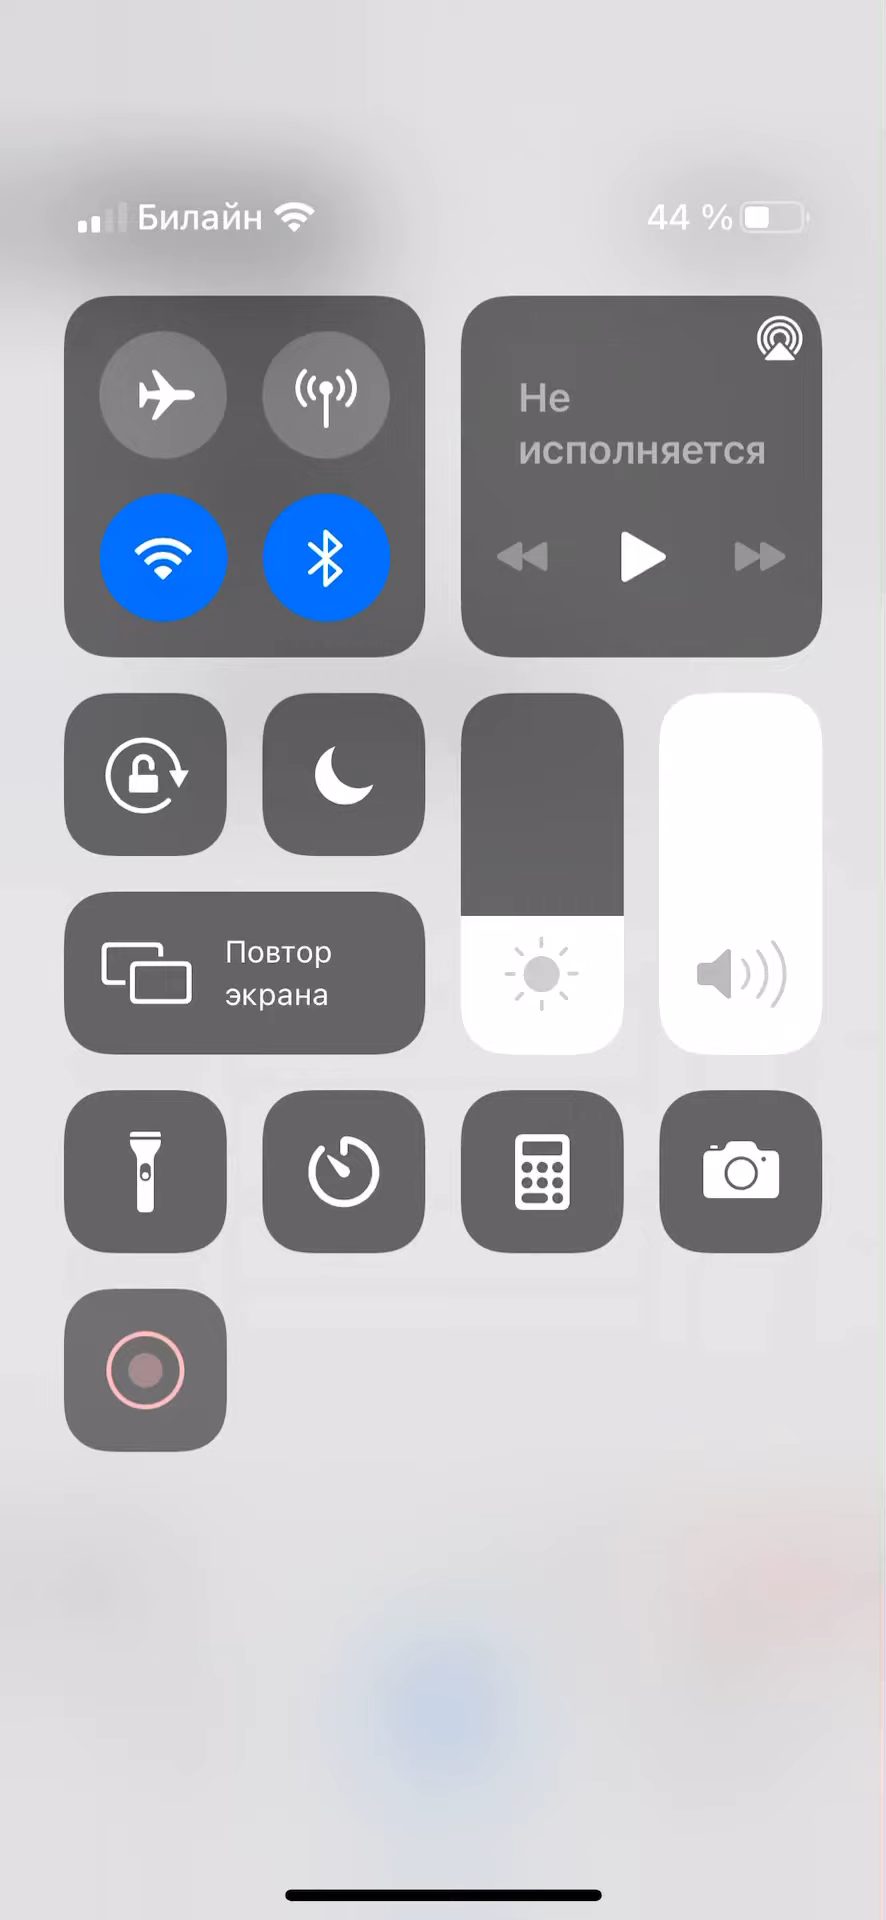 Билайн
44 %
Не
исполняется
Повтор
экрана